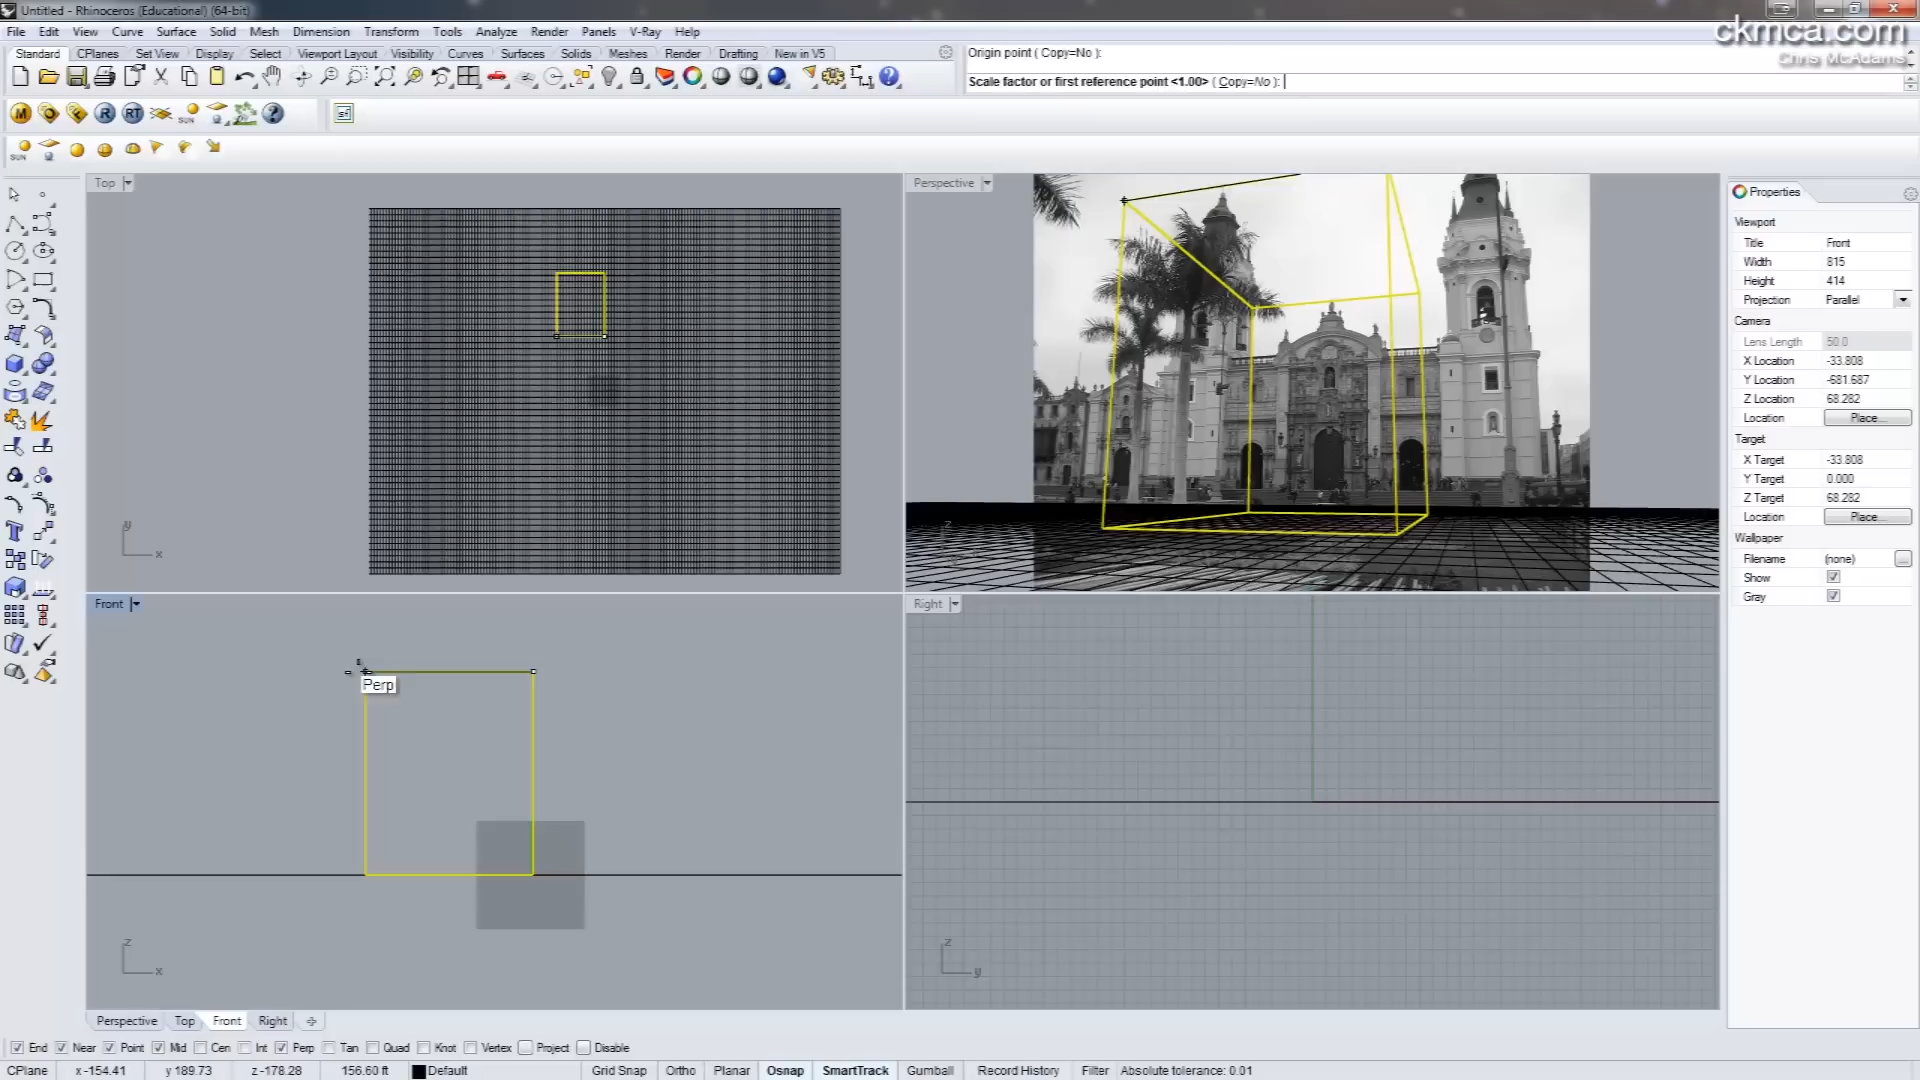 Untitled - Rhinoceros (Educational) (64-bit)
ckmca.com
Chris McAdams
File Edit View Curve Surface Solid Mesh Dimension Transform Tools Analyze Render Panels V-Ray Help
Standard CPlanes Set View Display Select Viewport Layout Visibility Curves Surfaces Solids Meshes Render Drafting New in V5
Origin point ( Copy=No ):
Scale factor or first reference point <1.00> ( Copy=No ):
M R RT SUN ? sf
SUN
Top
Perspective
Properties
Viewport
Title Front
Width 815
Height 414
Projection Parallel
Camera
Lens Length 50.0
X Location -33.808
Y Location -681.687
Z Location 68.282
Location Place...
Target
X Target -33.808
Y Target 0.000
Z Target 68.282
Location Place...
Wallpaper
Filename (none) ...
Show
Gray
y
x
z
Front
Right
Perp
z
x
z
y
Perspective Top Front Right
End Near Point Mid Cen Int Perp Tan Quad Knot Vertex Project Disable
CPlane x -154.41 y 189.73 z -178.28 156.60 ft Default Grid Snap Ortho Planar Osnap SmartTrack Gumball Record History Filter Absolute tolerance: 0.01